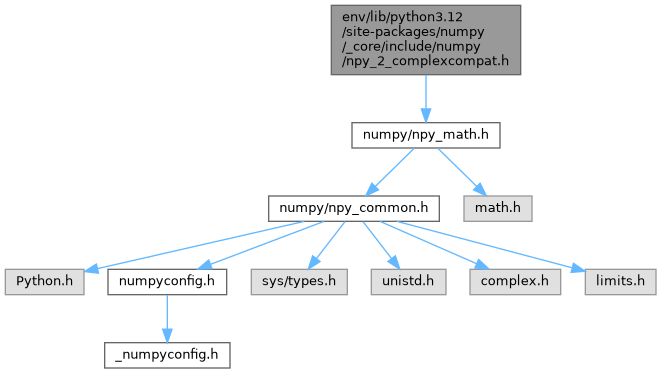 env/lib/python3.12
/site-packages/numpy
/_core/include/numpy
/npy_2_complexcompat.h
numpy/npy_math.h
numpy/npy_common.h
math.h
Python.h
numpyconfig.h
sys/types.h
unistd.h
complex.h
limits.h
_numpyconfig.h